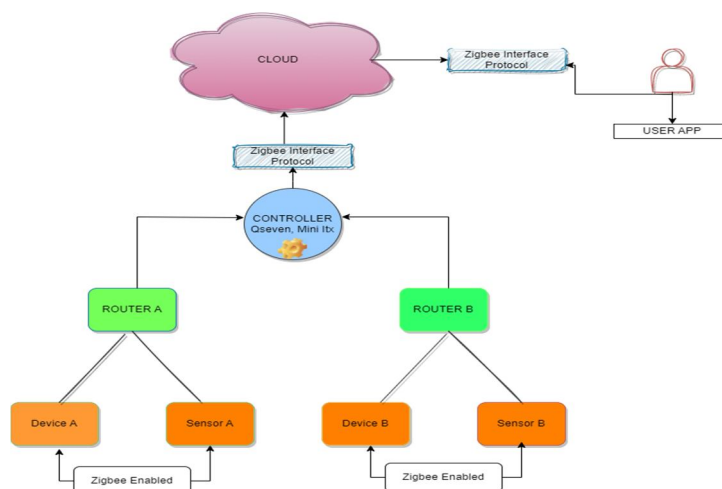 CLOUD
Zigbee Interface
Protocol
USER APP
Zigbee Interface
Protocol
CONTROLLER
Qseven, Mini Itx
ROUTER A
ROUTER B
Device A
Sensor A
Device B
Sensor B
Zigbee Enabled
Zigbee Enabled